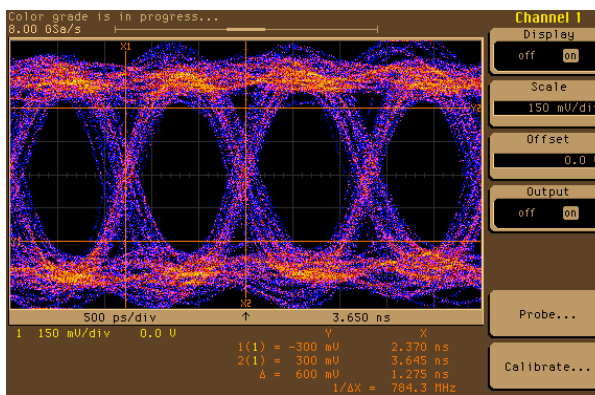 Color grade is in progress...
8.00 GSa/s
X1
Y2
Y1
X2
500 ps/div
3.650 ns
1 150 mV/div 0.0 V
Y X
1(1) = -300 mV 2.370 ns
2(1) = 300 mV 3.645 ns
Δ = 600 mV 1.275 ns
1/ΔX = 784.3 MHz
Channel 1
Display
off on
Scale
150 mV/di
Offset
0.0
Output
off on
Probe...
Calibrate...